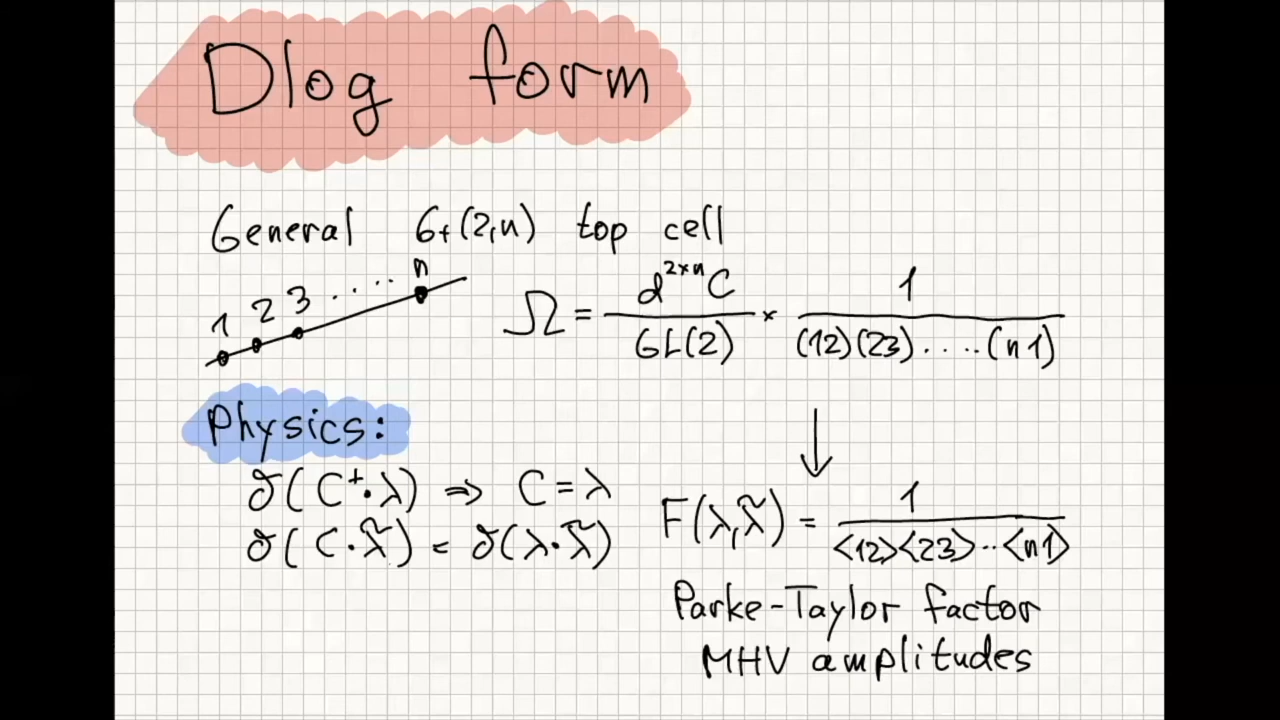 Dlog form
General G+(2,n) top cell
1 2 3 .... n
Ω = d^{2×n} C / GL(2) × 1 / (12)(23).....(n1)
Physics:
δ(C^⊥·λ) ⇒ C = λ
δ(C·λ̃) = δ(λ·λ̃)
F(λ,λ̃) = 1 / <12><23>..<n1>
Parke-Taylor factor
MHV amplitudes